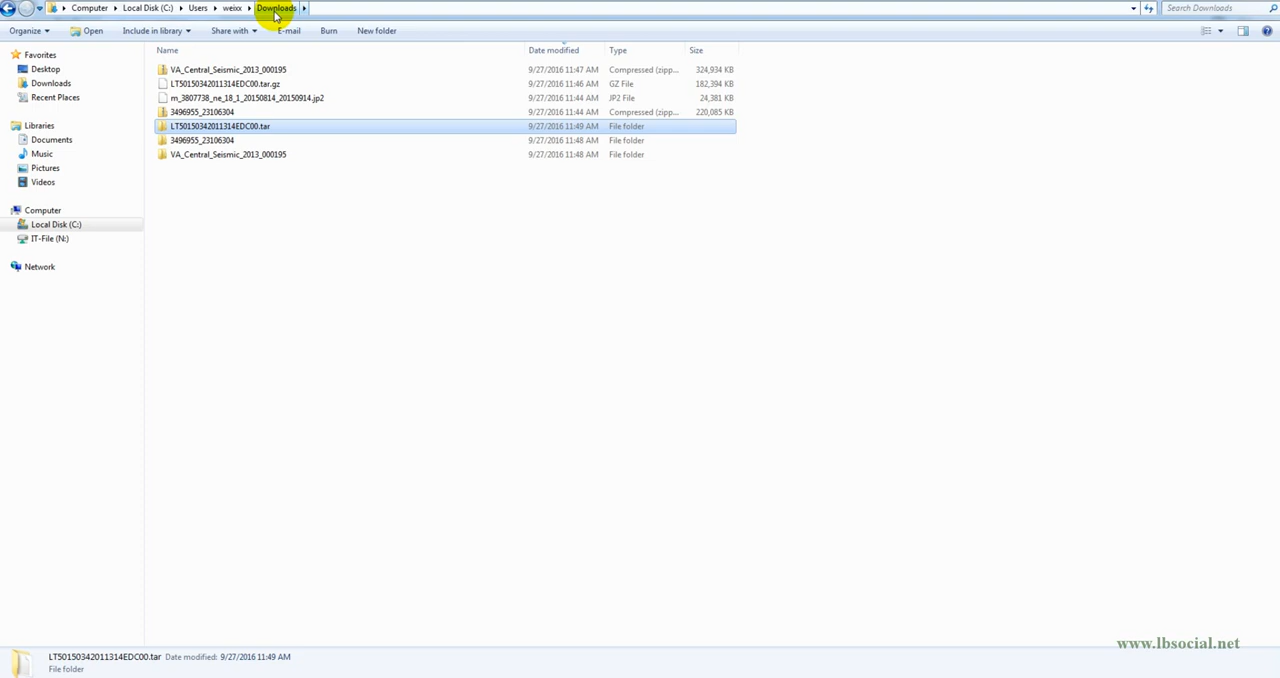 Computer Local Disk (C:) Users weixx Downloads Search Downloads
Organize Open Include in library Share with E-mail Burn New folder
Name Date modified Type Size
Favorites
Desktop
Downloads
Recent Places
Libraries
Documents
Music
Pictures
Videos
Computer
Local Disk (C:)
IT-File (N:)
Network
VA_Central_Seismic_2013_000195 9/27/2016 11:47 AM Compressed (zipp... 324,934 KB
LT50150342011314EDC00.tar.gz 9/27/2016 11:46 AM GZ File 182,394 KB
m_3807738_ne_18_1_20150814_20150914.jp2 9/27/2016 11:44 AM JP2 File 24,381 KB
3496955_23106304 9/27/2016 11:44 AM Compressed (zipp... 220,085 KB
LT50150342011314EDC00.tar 9/27/2016 11:49 AM File folder
3496955_23106304 9/27/2016 11:48 AM File folder
VA_Central_Seismic_2013_000195 9/27/2016 11:48 AM File folder
www.lbsocial.net
LT50150342011314EDC00.tar Date modified: 9/27/2016 11:49 AM
File folder